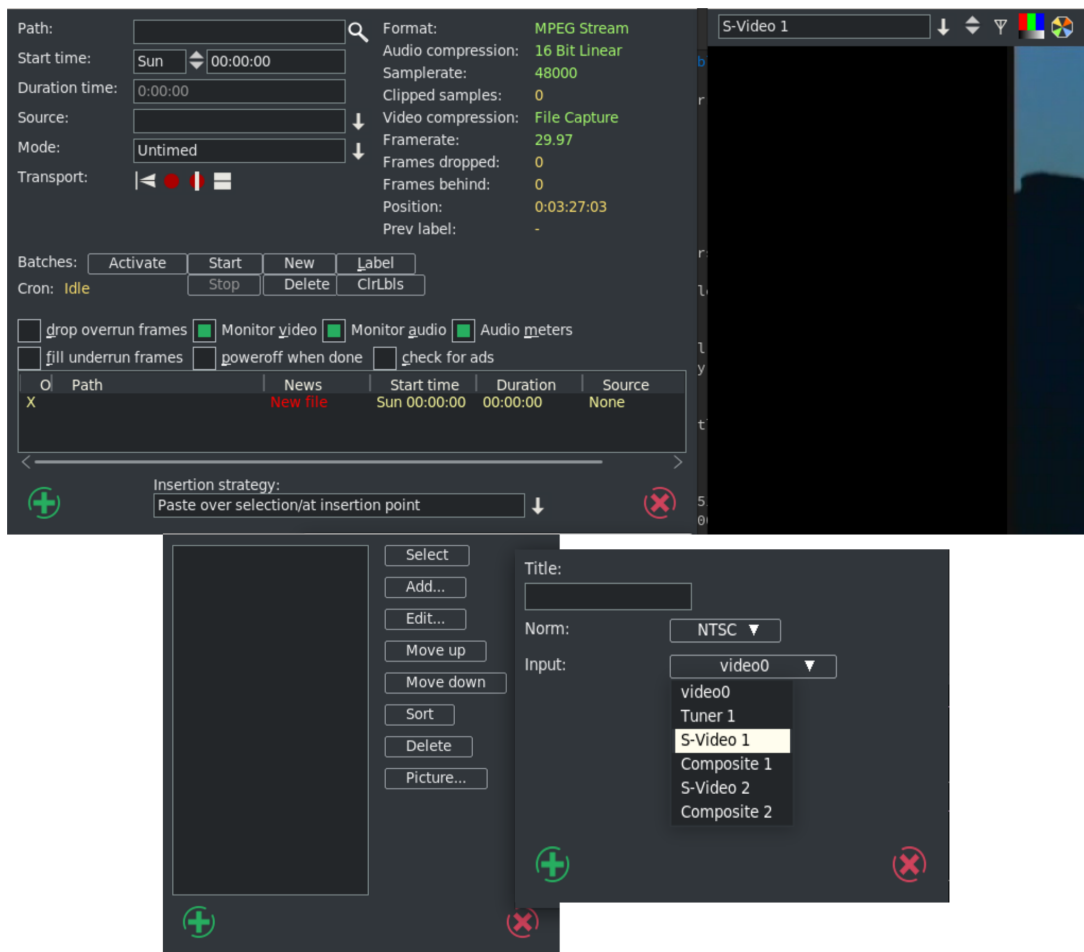 Path:
Start time: Sun 00:00:00
Duration time: 0:00:00
Source:
Mode: Untimed
Transport:
Format: MPEG Stream
Audio compression: 16 Bit Linear
Samplerate: 48000
Clipped samples: 0
Video compression: File Capture
Framerate: 29.97
Frames dropped: 0
Frames behind: 0
Position: 0:03:27:03
Prev label: -
Batches: Activate Start New Label
Cron: Idle Stop Delete ClrLbls
drop overrun frames Monitor video Monitor audio Audio meters
fill underrun frames poweroff when done check for ads
O Path News Start time Duration Source
X New file Sun 00:00:00 00:00:00 None
Insertion strategy:
Paste over selection/at insertion point
S-Video 1
Select
Add...
Edit...
Move up
Move down
Sort
Delete
Picture...
Title:
Norm: NTSC
Input: video0
video0
Tuner 1
S-Video 1
Composite 1
S-Video 2
Composite 2